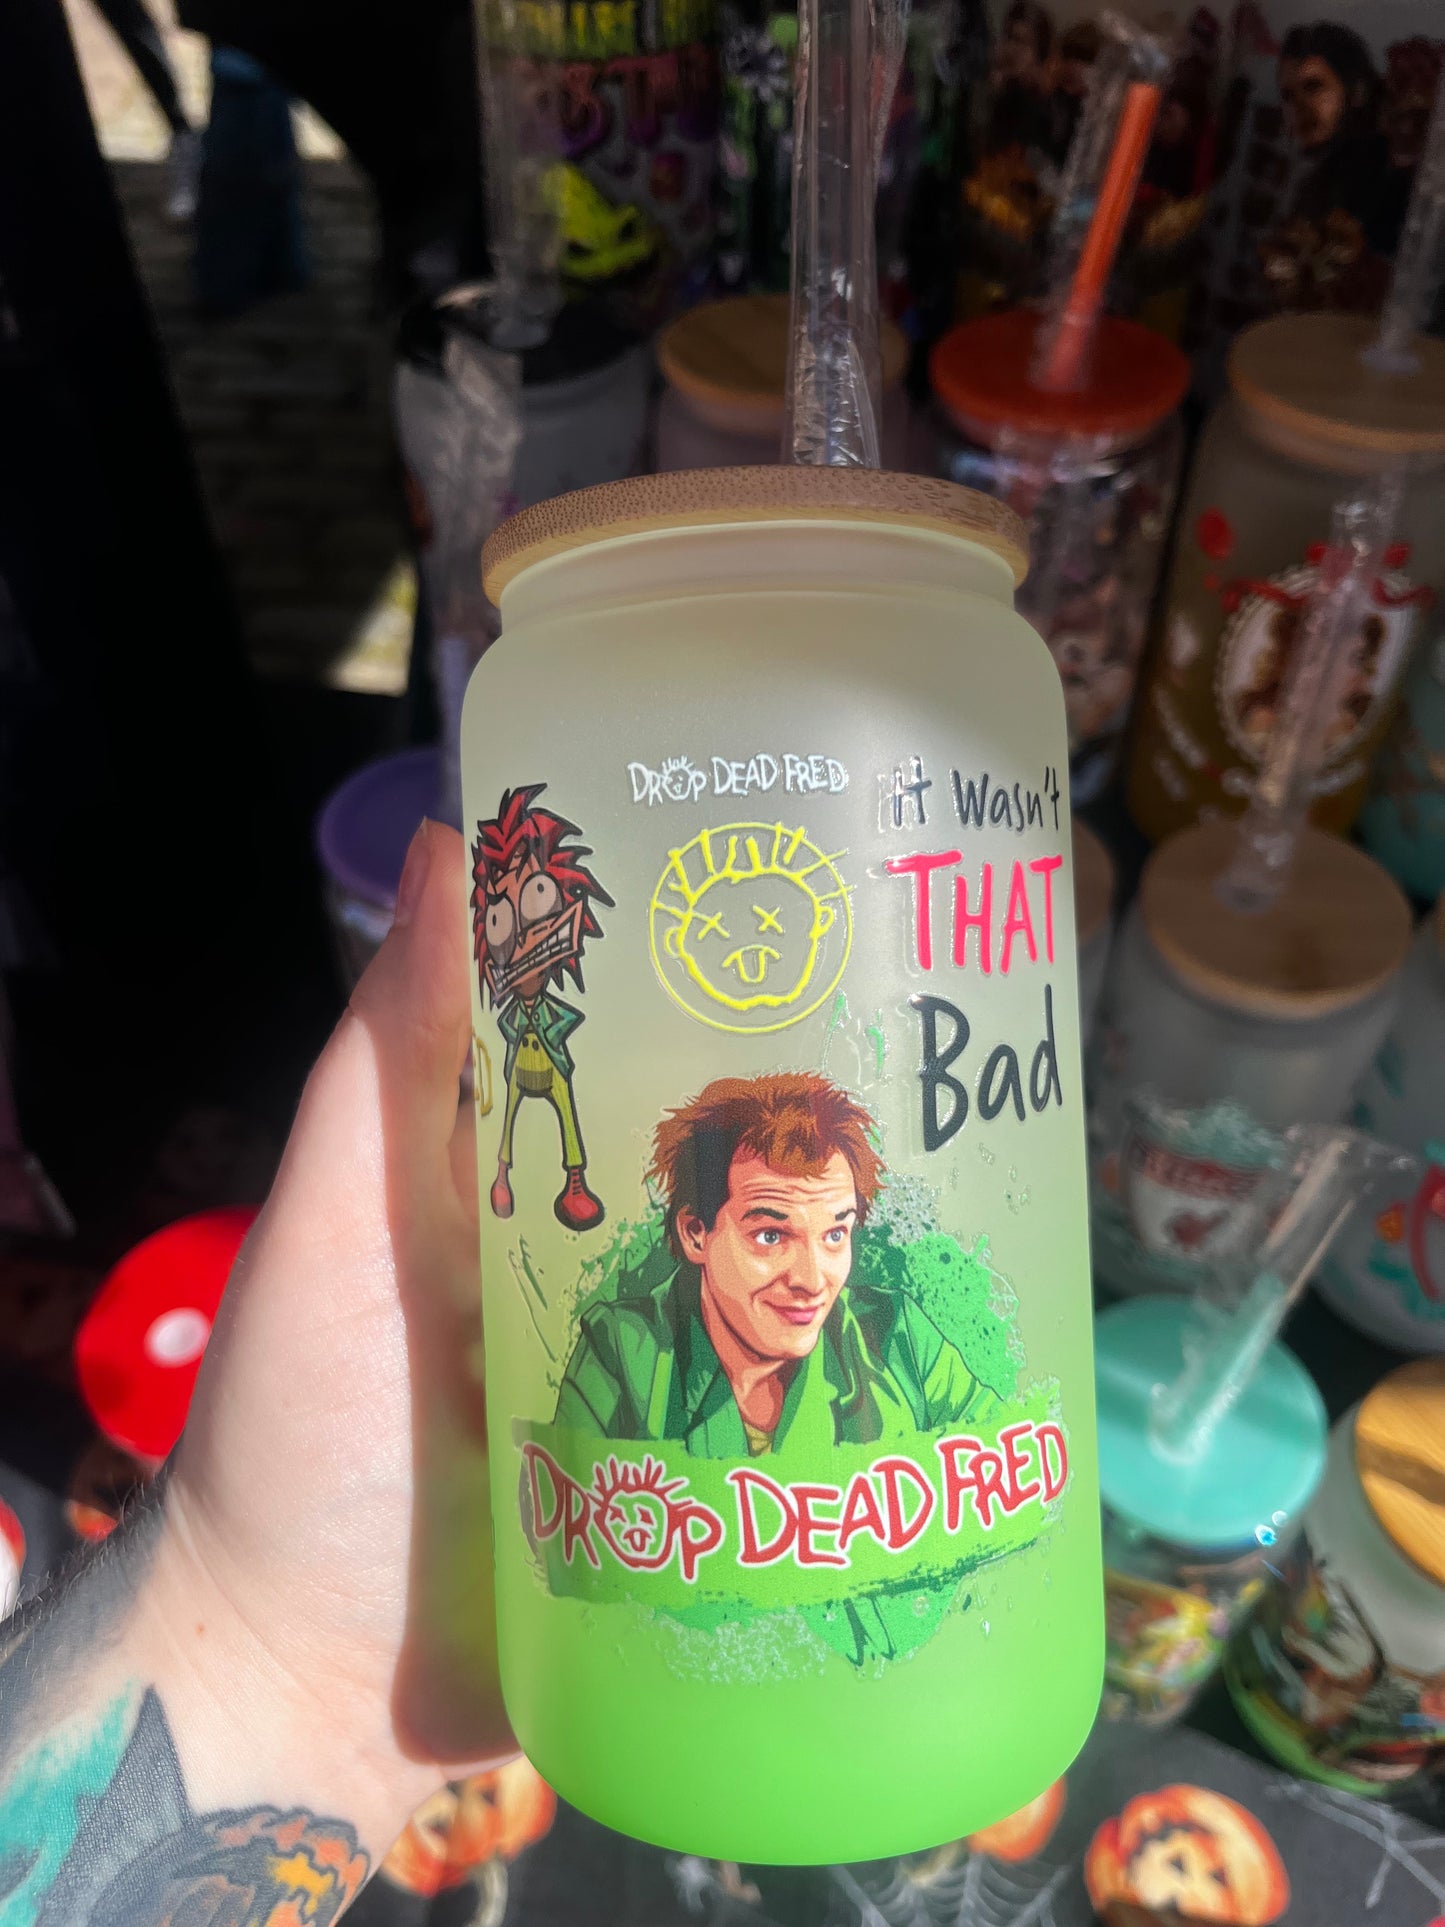 DROP DEAD FRED
It Wasn't
THAT
Bad
DROP DEAD FRED